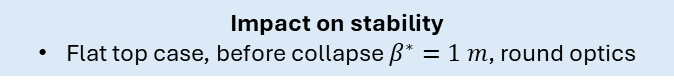 Impact on stability
• Flat top case, before collapse β* = 1 m, round optics